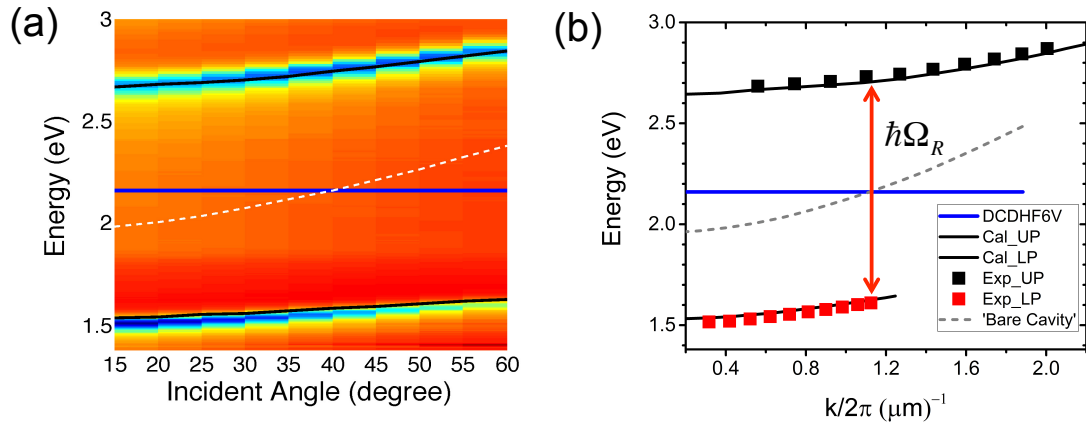 (a)
3
2.5
2
1.5
Energy (eV)
15 20 25 30 35 40 45 50 55 60
Incident Angle (degree)
(b)
3.0
2.5
2.0
1.5
Energy (eV)
ℏΩ_R
DCDHF6V
Cal_UP
Cal_LP
Exp_UP
Exp_LP
'Bare Cavity'
0.4 0.8 1.2 1.6 2.0
k/2π (μm)⁻¹